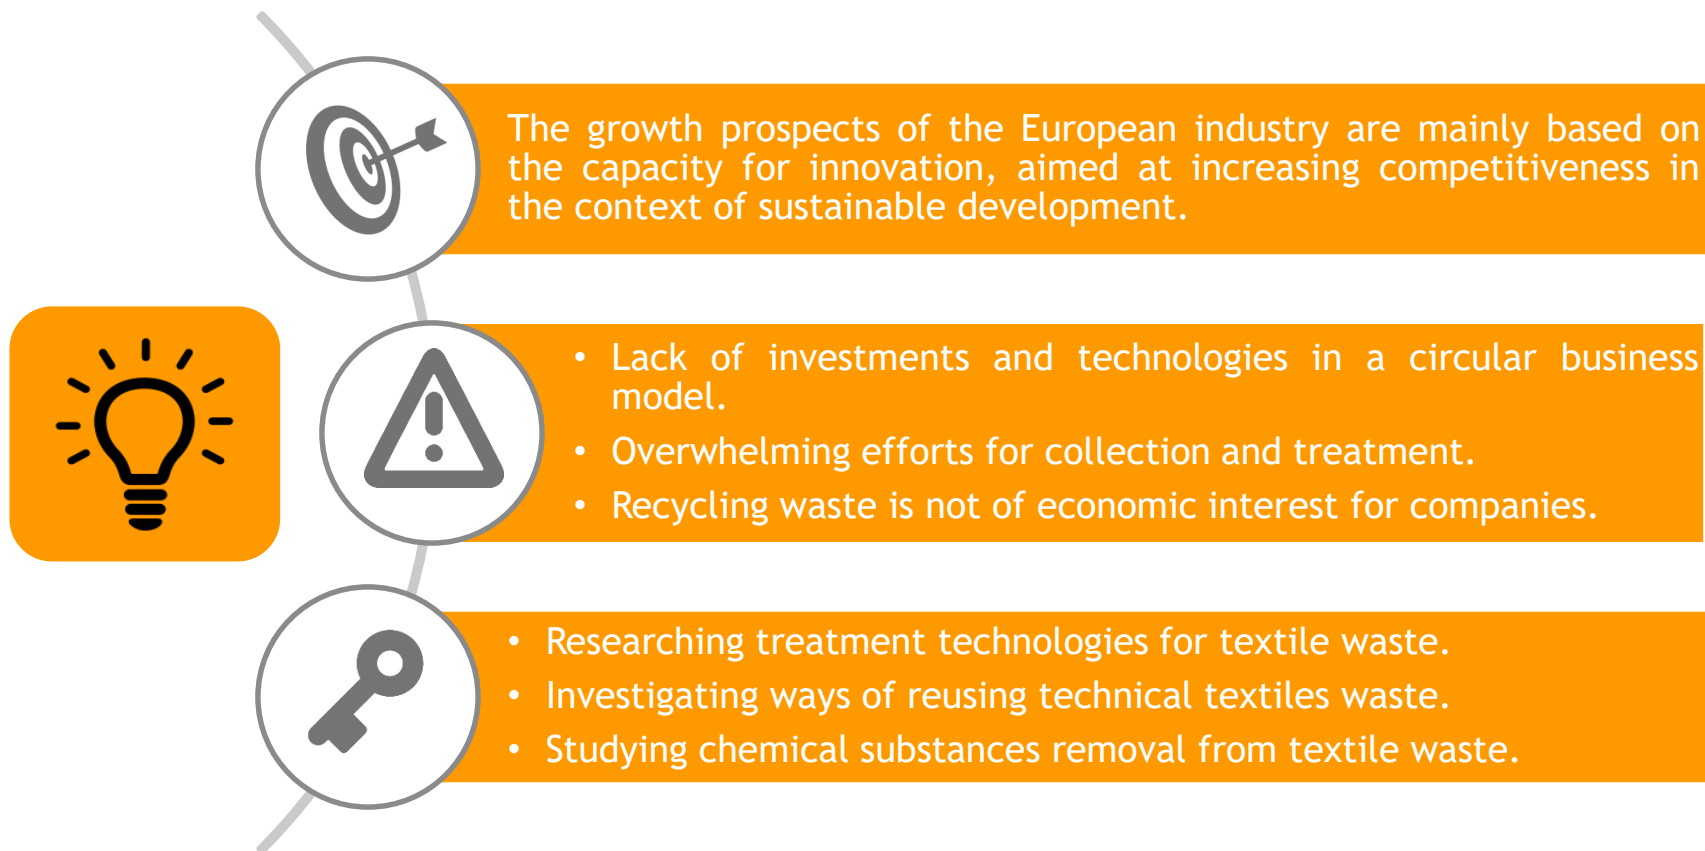 The growth prospects of the European industry are mainly based on
the capacity for innovation, aimed at increasing competitiveness in
the context of sustainable development.
• Lack of investments and technologies in a circular business
model.
• Overwhelming efforts for collection and treatment.
• Recycling waste is not of economic interest for companies.
• Researching treatment technologies for textile waste.
• Investigating ways of reusing technical textiles waste.
• Studying chemical substances removal from textile waste.